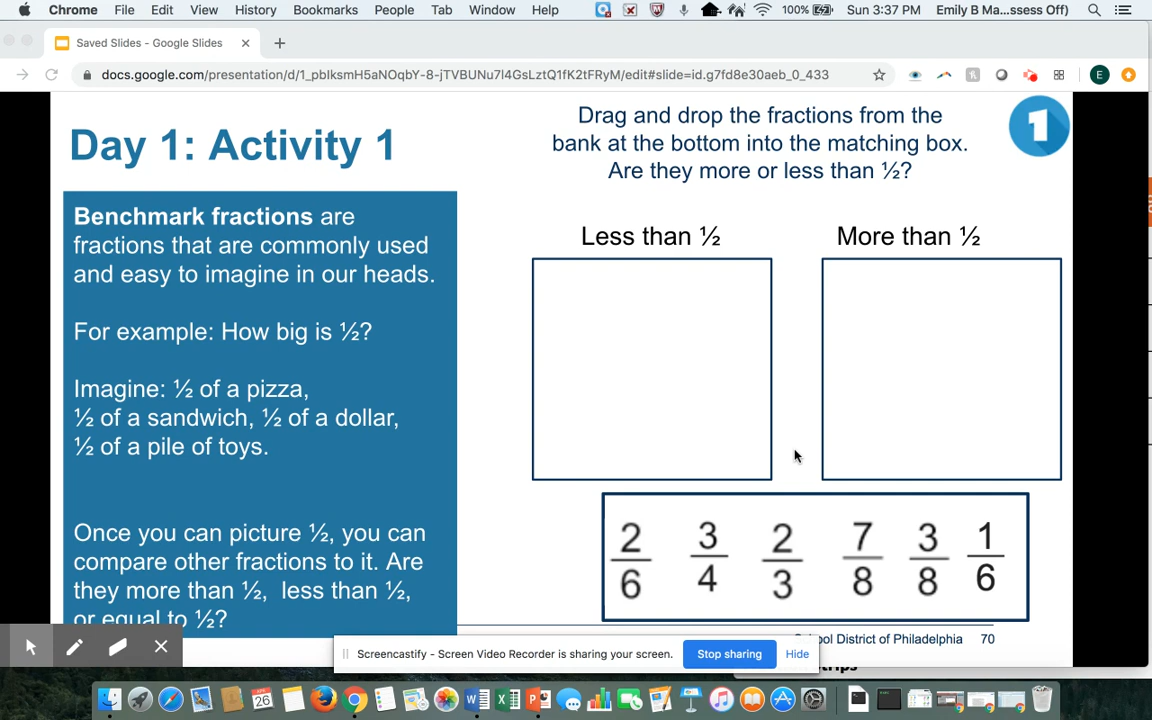 Chrome File Edit View History Bookmarks People Tab Window Help 100% Sun 3:37 PM Emily B Ma...ssess Off)
Saved Slides - Google Slides
docs.google.com/presentation/d/1_pbIksmH5aNOqbY-8-jTVBUNu7l4GsLztQ1fK2tFRyM/edit#slide=id.g7fd8e30aeb_0_433 E
Day 1: Activity 1
Benchmark fractions are
fractions that are commonly used
and easy to imagine in our heads.
For example: How big is ½?
Imagine: ½ of a pizza,
½ of a sandwich, ½ of a dollar,
½ of a pile of toys.
Once you can picture ½, you can
compare other fractions to it. Are
they more than ½, less than ½,
or equal to ½?
Drag and drop the fractions from the
bank at the bottom into the matching box.
Are they more or less than ½?
1
Less than ½ More than ½
2/6 3/4 2/3 7/8 3/8 1/6
School District of Philadelphia 70
Screencastify - Screen Video Recorder is sharing your screen. Stop sharing Hide
trips